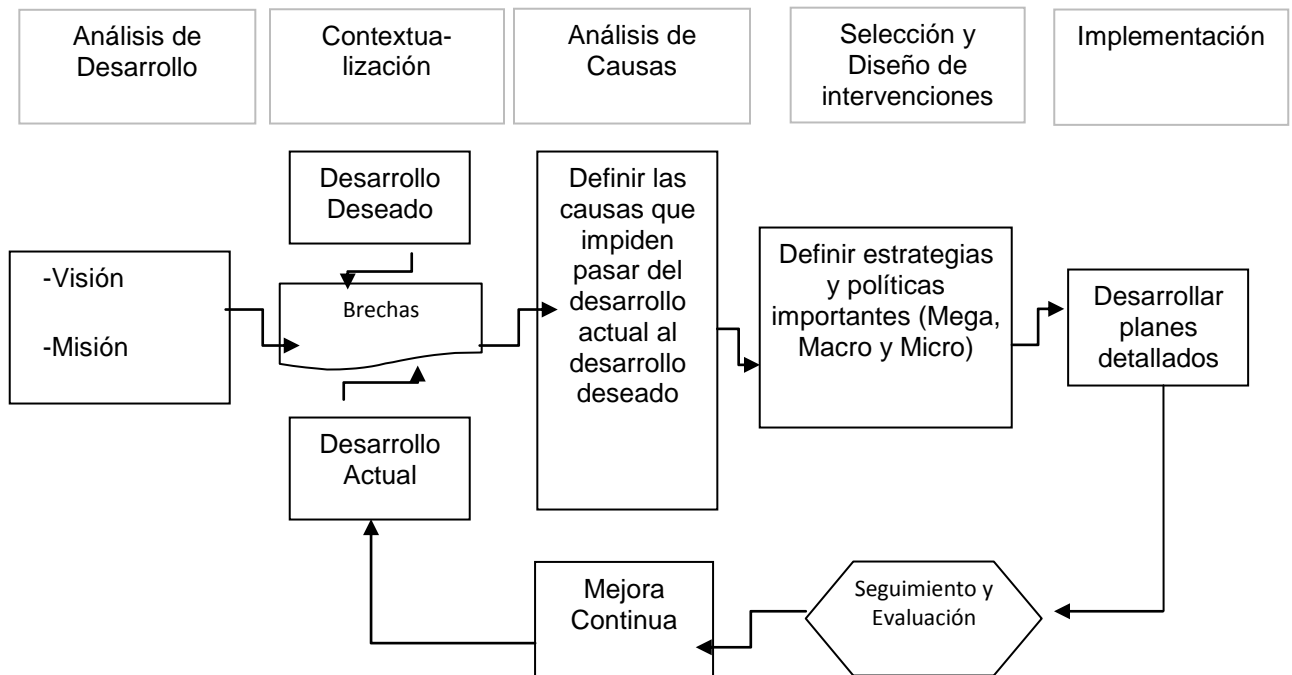 Análisis de
Desarrollo
Contextua-
lización
Análisis de
Causas
Selección y
Diseño de
intervenciones
Implementación
-Visión
-Misión
Desarrollo
Deseado
Brechas
Desarrollo
Actual
Definir las
causas que
impiden
pasar del
desarrollo
actual al
desarrollo
deseado
Definir estrategias
y políticas
importantes (Mega,
Macro y Micro)
Desarrollar
planes
detallados
Seguimiento y
Evaluación
Mejora
Continua